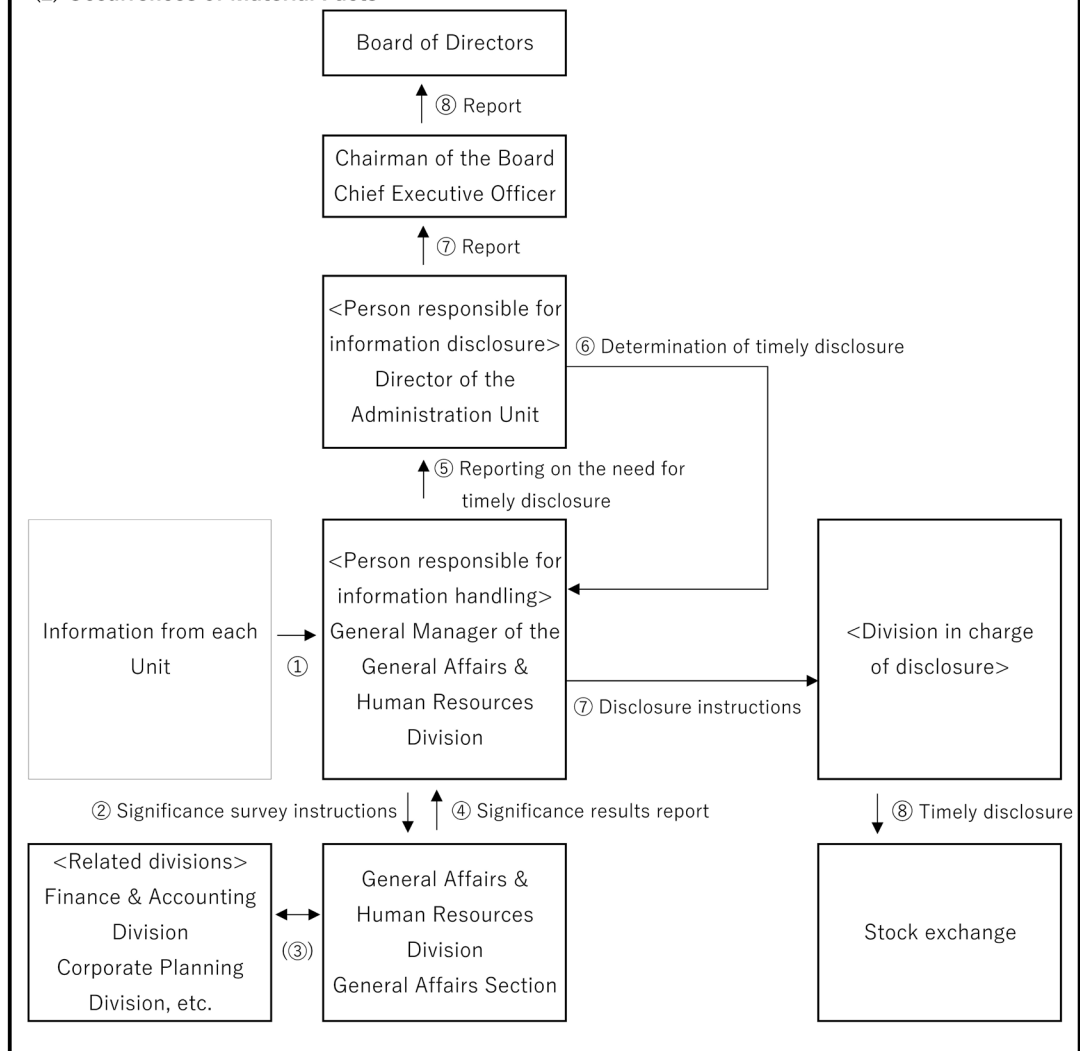 Board of Directors
⑧ Report
Chairman of the Board
Chief Executive Officer
⑦ Report
<Person responsible for
information disclosure>
Director of the
Administration Unit
⑥ Determination of timely disclosure
⑤ Reporting on the need for
timely disclosure
Information from each
Unit
①
<Person responsible for
information handling>
General Manager of the
General Affairs &
Human Resources
Division
⑦ Disclosure instructions
<Division in charge
of disclosure>
② Significance survey instructions
④ Significance results report
⑧ Timely disclosure
<Related divisions>
Finance & Accounting
Division
Corporate Planning
Division, etc.
(③)
General Affairs &
Human Resources
Division
General Affairs Section
Stock exchange